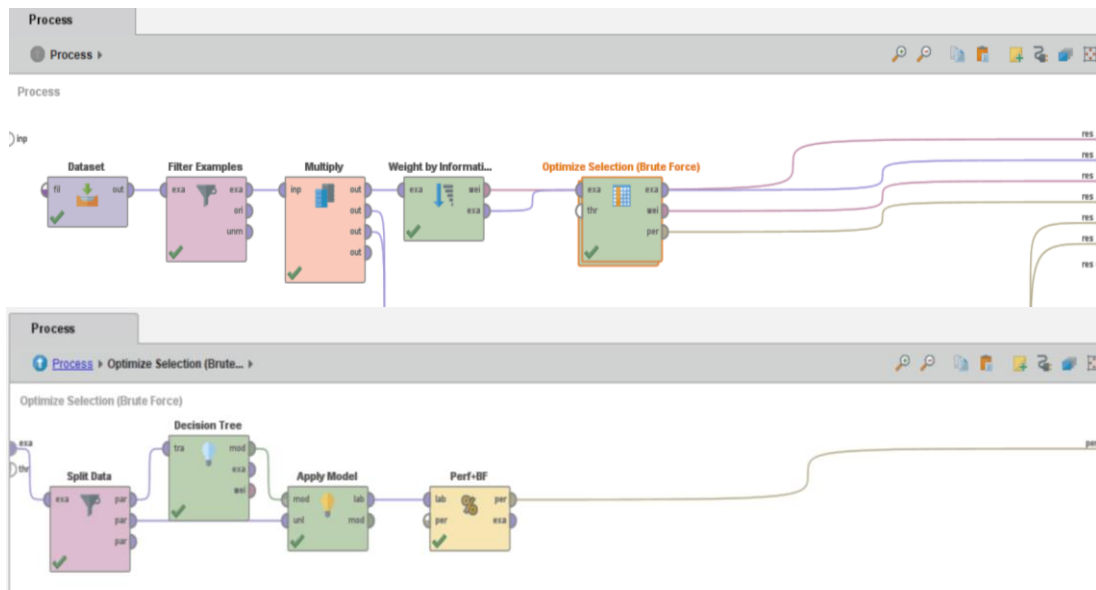 Process
Process
Process
inp
res
res
res
res
res
res
res
Dataset
Filter Examples
Multiply
Weight by Informati...
Optimize Selection (Brute Force)
fil out
exa exa
ori
unm
inp out
out
out
out
exa wei
exa
exa exa
thr wei
per
Process
Process Optimize Selection (Brute...
Optimize Selection (Brute Force)
exa
thr
per
Decision Tree
tra mod
exa
wei
Split Data
Apply Model
Perf+BF
exa par
par
par
mod lab
unl mod
lab per
per exa